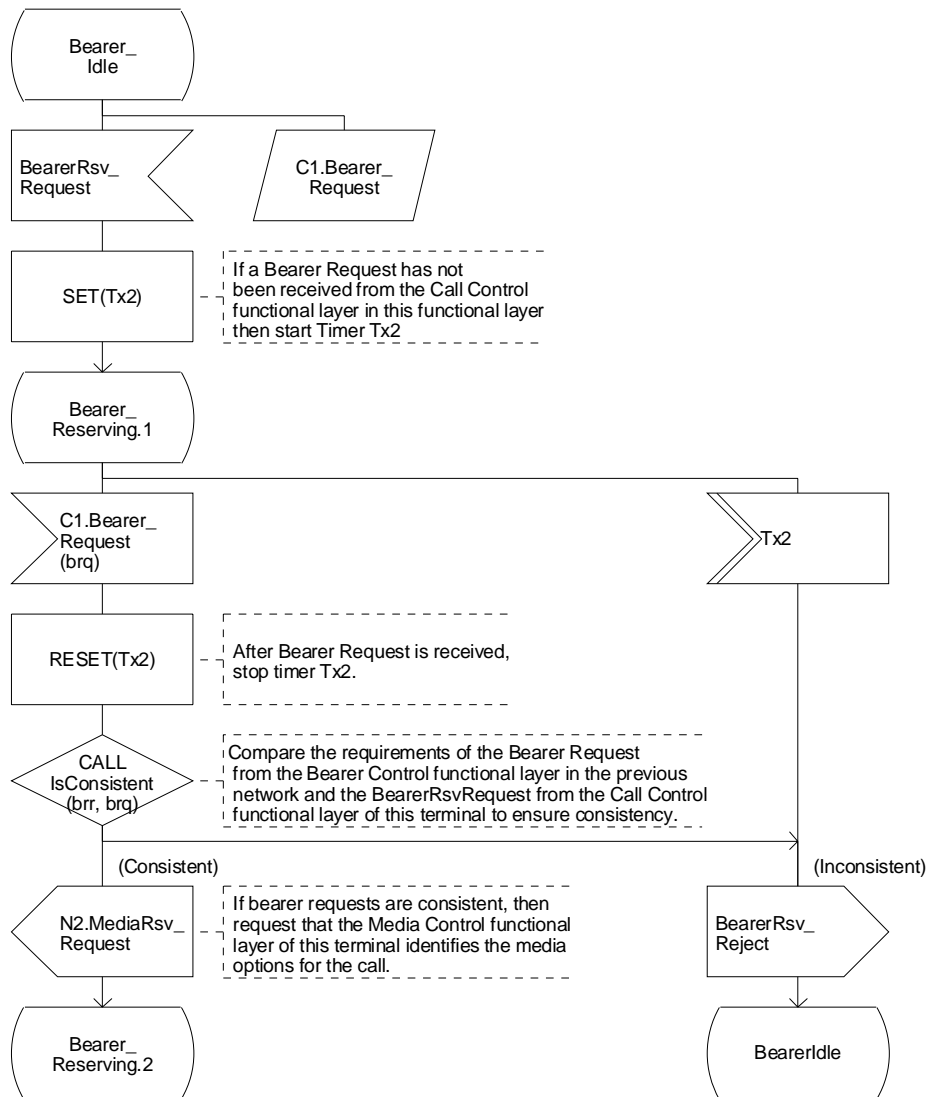 Bearer_
Idle
BearerRsv_
Request
C1.Bearer_
Request
SET(Tx2)
If a Bearer Request has not
been received from the Call Control
functional layer in this functional layer
then start Timer Tx2
Bearer_
Reserving.1
C1.Bearer_
Request
(brq)
Tx2
RESET(Tx2)
After Bearer Request is received,
stop timer Tx2.
CALL
IsConsistent
(brr, brq)
Compare the requirements of the Bearer Request
from the Bearer Control functional layer in the previous
network and the BearerRsvRequest from the Call Control
functional layer of this terminal to ensure consistency.
(Consistent)
(Inconsistent)
N2.MediaRsv_
Request
If bearer requests are consistent, then
request that the Media Control functional
layer of this terminal identifies the media
options for the call.
BearerRsv_
Reject
Bearer_
Reserving.2
BearerIdle